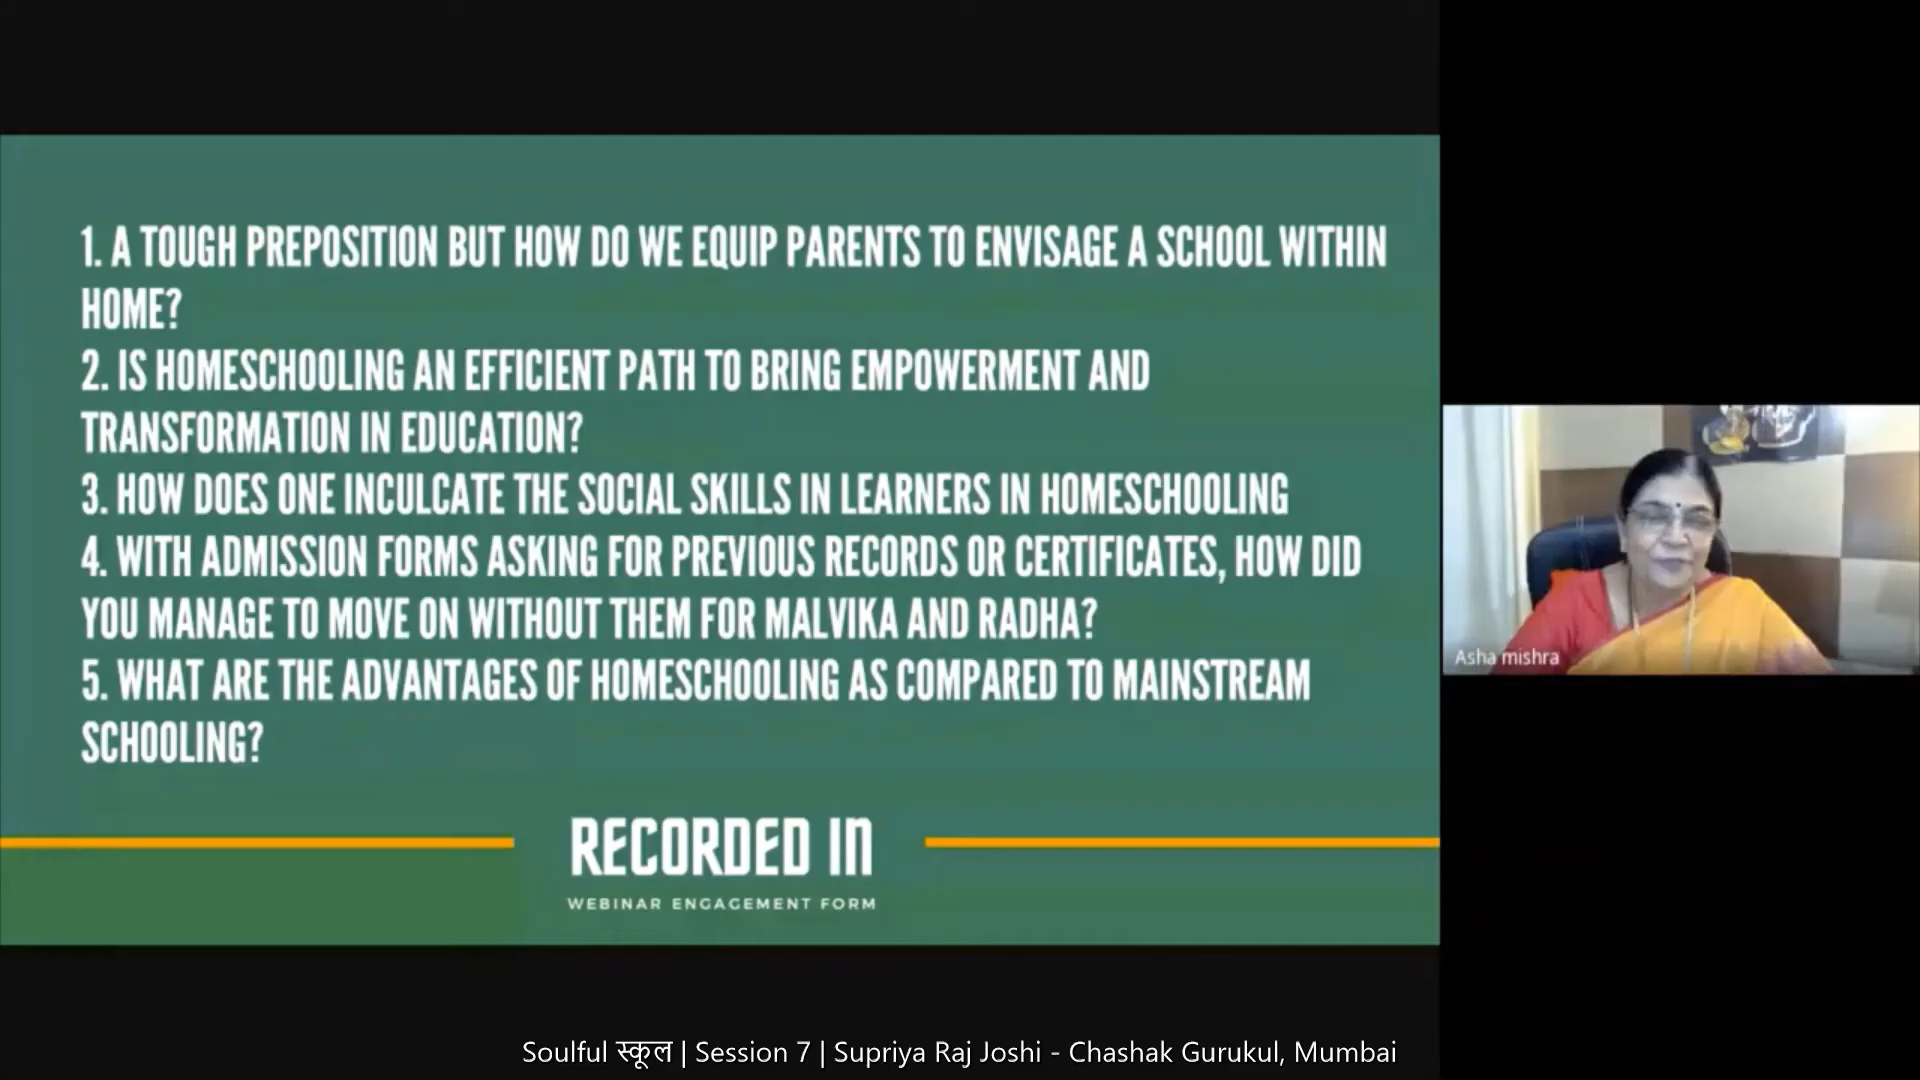 1. A TOUGH PREPOSITION BUT HOW DO WE EQUIP PARENTS TO ENVISAGE A SCHOOL WITHIN
HOME?
2. IS HOMESCHOOLING AN EFFICIENT PATH TO BRING EMPOWERMENT AND
TRANSFORMATION IN EDUCATION?
3. HOW DOES ONE INCULCATE THE SOCIAL SKILLS IN LEARNERS IN HOMESCHOOLING
4. WITH ADMISSION FORMS ASKING FOR PREVIOUS RECORDS OR CERTIFICATES, HOW DID
YOU MANAGE TO MOVE ON WITHOUT THEM FOR MALVIKA AND RADHA?
5. WHAT ARE THE ADVANTAGES OF HOMESCHOOLING AS COMPARED TO MAINSTREAM
SCHOOLING?
RECORDED IN
WEBINAR ENGAGEMENT FORM
Asha mishra
Soulful स्कूल | Session 7 | Supriya Raj Joshi - Chashak Gurukul, Mumbai